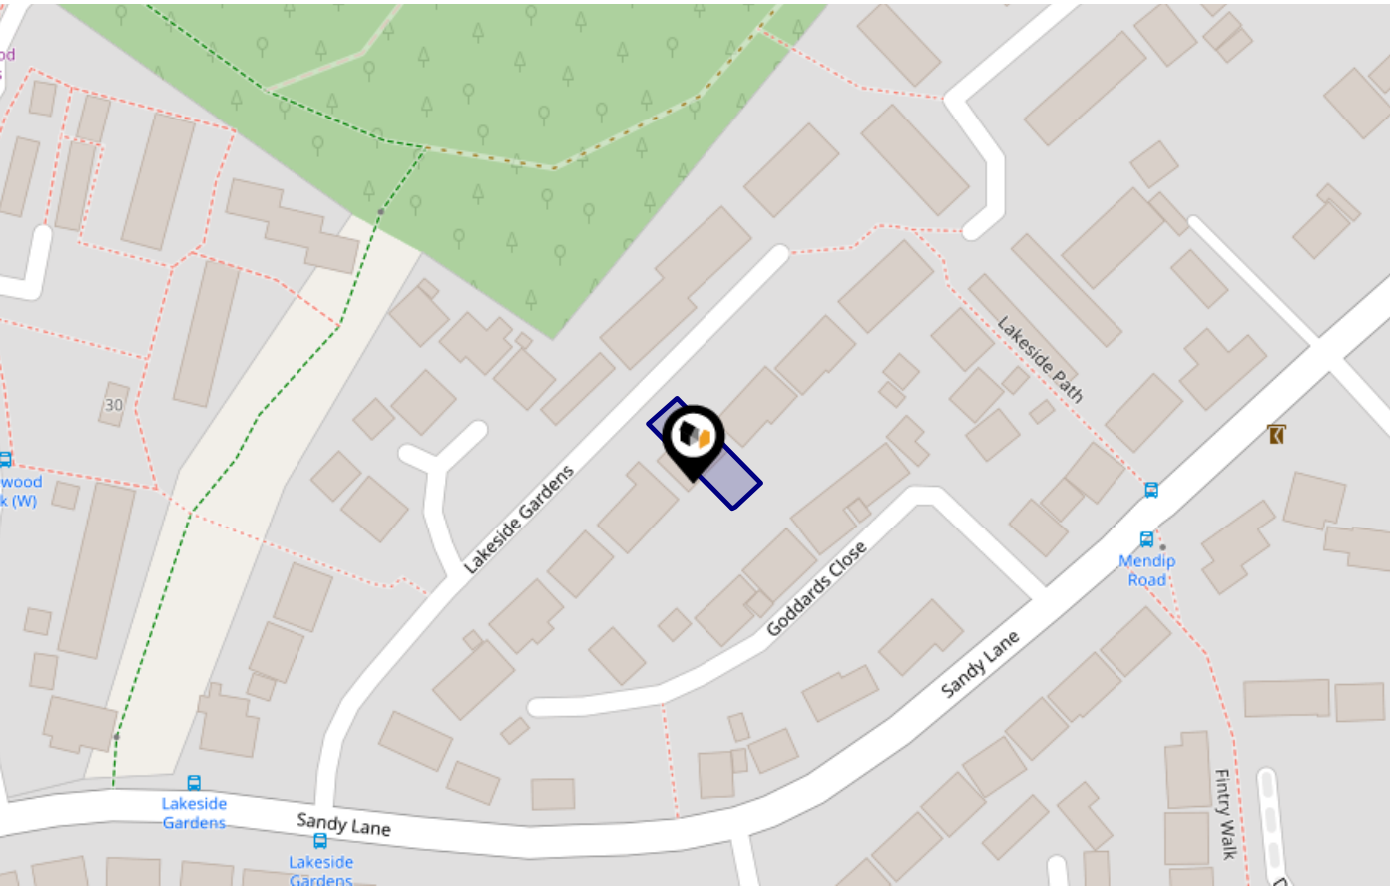 od
s
30
wood
k (W)
Lakeside Path
Lakeside Gardens
Mendip
Road
Goddards Close
Sandy Lane
Lakeside
Gardens
Sandy Lane
Lakeside
Gardens
Fintry Walk